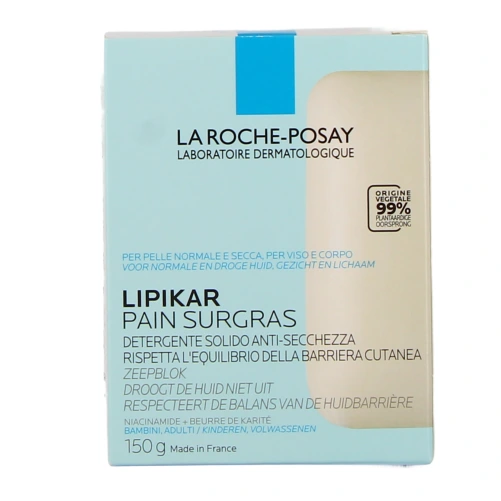 LA ROCHE-POSAY
LABORATOIRE DERMATOLOGIQUE
ORIGINE
VEGETALE
99%
PLANTAARDIGE
OORSPRONG
PER PELLE NORMALE E SECCA, PER VISO E CORPO
VOOR NORMALE EN DROGE HUID, GEZICHT EN LICHAAM
LIPIKAR
PAIN SURGRAS
DETERGENTE SOLIDO ANTI-SECCHEZZA
RISPETTA L'EQUILIBRIO DELLA BARRIERA CUTANEA
ZEEPBLOK
DROOGT DE HUID NIET UIT
RESPECTEERT DE BALANS VAN DE HUIDBARRIÈRE
NIACINAMIDE + BEURRE DE KARITÉ
BAMBINI, ADULTI / KINDEREN, VOLWASSENEN
150 g Made in France